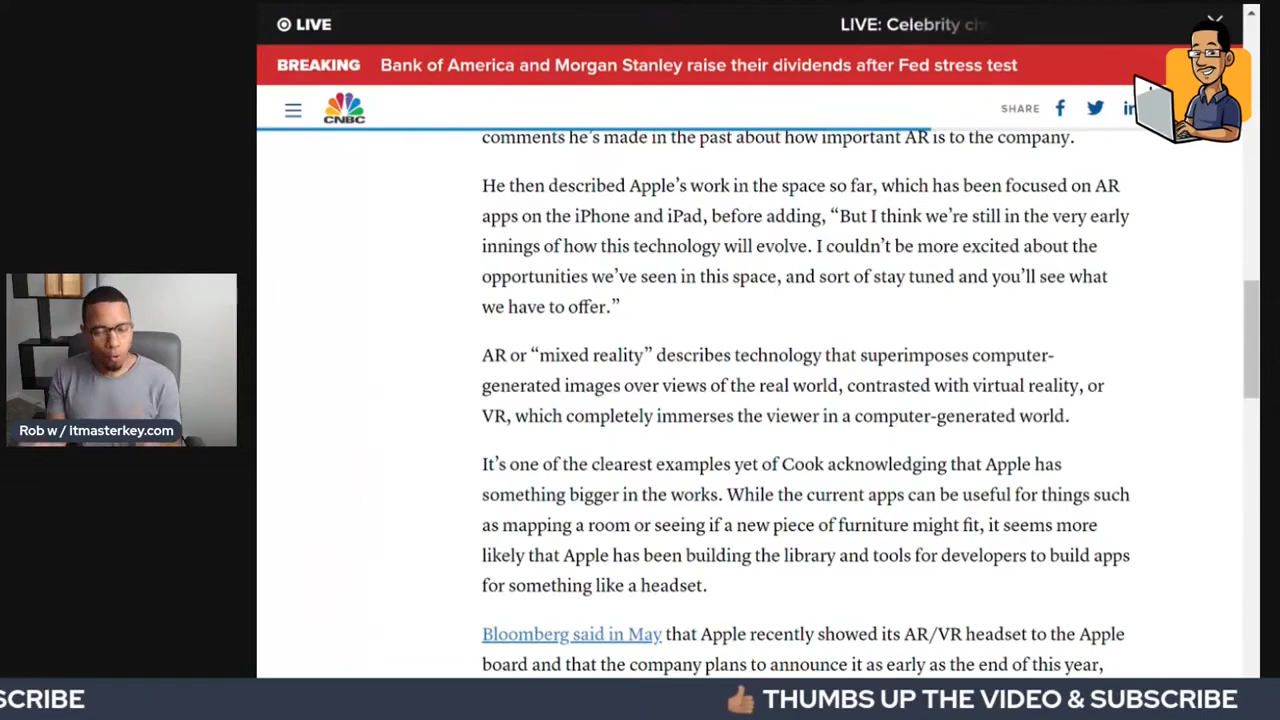 LIVE
LIVE: Celebrity
BREAKING Bank of America and Morgan Stanley raise their dividends after Fed stress test
CNBC
SHARE
comments he's made in the past about how important AR is to the company.
He then described Apple's work in the space so far, which has been focused on AR
apps on the iPhone and iPad, before adding, “But I think we're still in the very early
innings of how this technology will evolve. I couldn't be more excited about the
opportunities we've seen in this space, and sort of stay tuned and you'll see what
we have to offer.”
AR or “mixed reality” describes technology that superimposes computer-
generated images over views of the real world, contrasted with virtual reality, or
VR, which completely immerses the viewer in a computer-generated world.
It's one of the clearest examples yet of Cook acknowledging that Apple has
something bigger in the works. While the current apps can be useful for things such
as mapping a room or seeing if a new piece of furniture might fit, it seems more
likely that Apple has been building the library and tools for developers to build apps
for something like a headset.
Bloomberg said in May that Apple recently showed its AR/VR headset to the Apple
board and that the company plans to announce it as early as the end of this year,
Rob w / itmasterkey.com
SCRIBE
THUMBS UP THE VIDEO & SUBSCRIBE